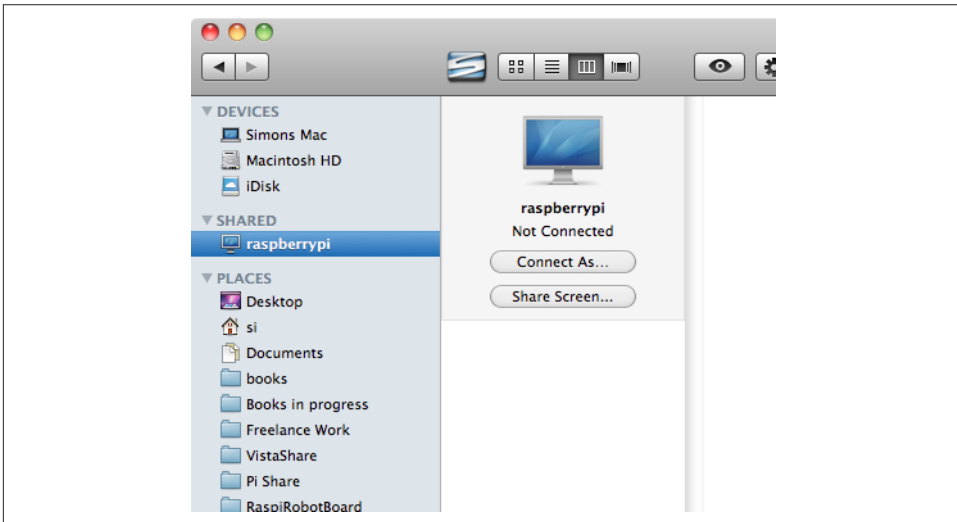 DEVICES
Simons Mac
Macintosh HD
iDisk
SHARED
raspberrypi
PLACES
Desktop
si
Documents
books
Books in progress
Freelance Work
VistaShare
Pi Share
RaspiRobotBoard
raspberrypi
Not Connected
Connect As...
Share Screen...